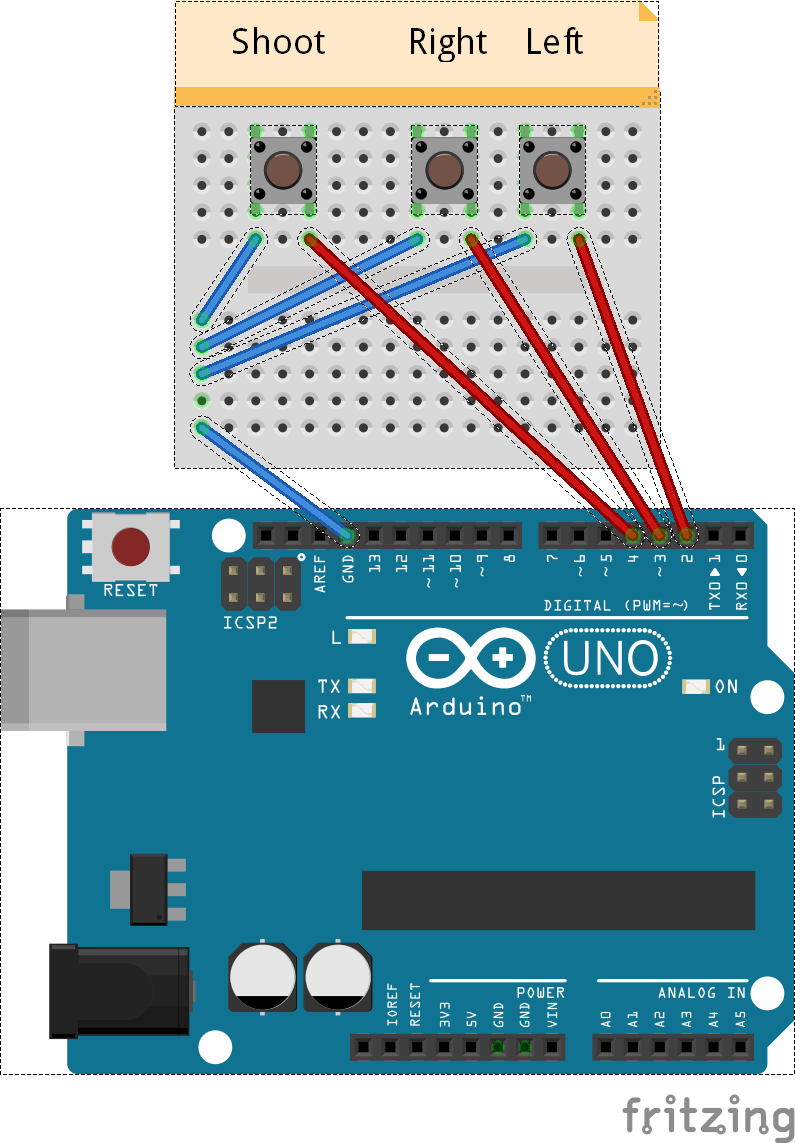 Shoot Right Left
RESET
ICSP2
AREF
GND
13
12
~11
~10
~9
8
7
~6
~5
4
~3
2
TX0▶1
RX0◀0
DIGITAL (PWM=~)
L
TX
RX
Arduino™
UNO
ON
1
ICSP
IOREF
RESET
3V3
5V
GND
GND
VIN
POWER
ANALOG IN
A0
A1
A2
A3
A4
A5
fritzing